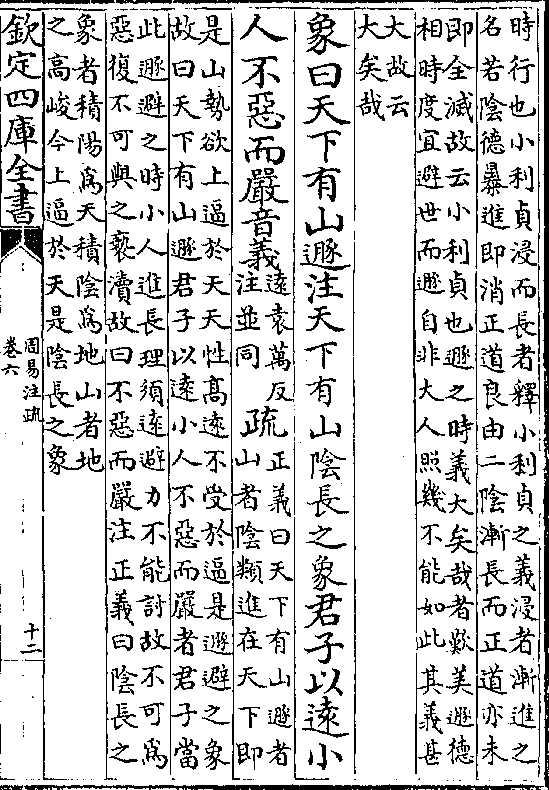 時行也小利貞浸而長者釋小利貞之義浸者漸進之
名若陰德暴進即消正道良由二陰漸長而正道亦未
即全滅故云小利貞也遯之時義大矣哉者歎美遯德
相時度宜避世而遯自非大人照幾不能如此其義甚
大故云
大矣哉
象曰天下有山遯注天下有山陰長之象君子以遠小
人不惡而嚴音義遠袁萬反
注並同
疏正義曰天下有山遯者
山者陰類進在天下即
是山勢欲上逼於天天性髙遠不受於逼是遯避之象
故曰天下有山遯君子以遠小人不惡而嚴者君子當
此遯避之時小人進長理須遠避力不能討故不可爲
惡復不可與之褻瀆故曰不惡而嚴注正義曰陰長之
象者積陽爲天積陰爲地山者地
之高峻今上逼於天是陰長之象
欽定四庫全書
周易注疏
卷六
十二